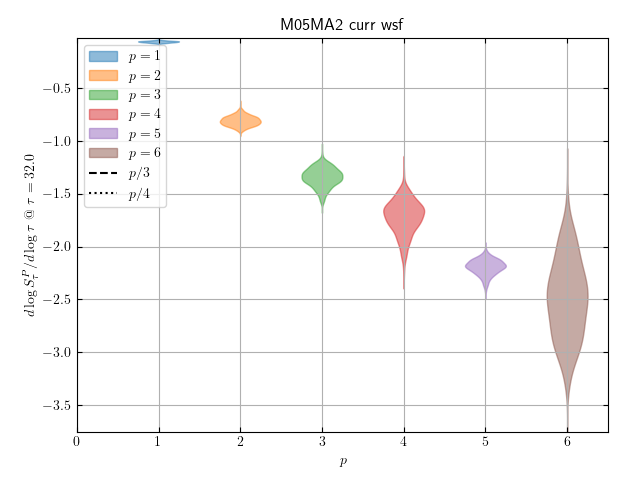 M05MA2 curr wsf
p = 1
p = 2
p = 3
p = 4
p = 5
p = 6
p/3
p/4
−0.5
−1.0
−1.5
−2.0
−2.5
−3.0
−3.5
d log S_τ^P / d log τ @ τ = 32.0
0 1 2 3 4 5 6
p